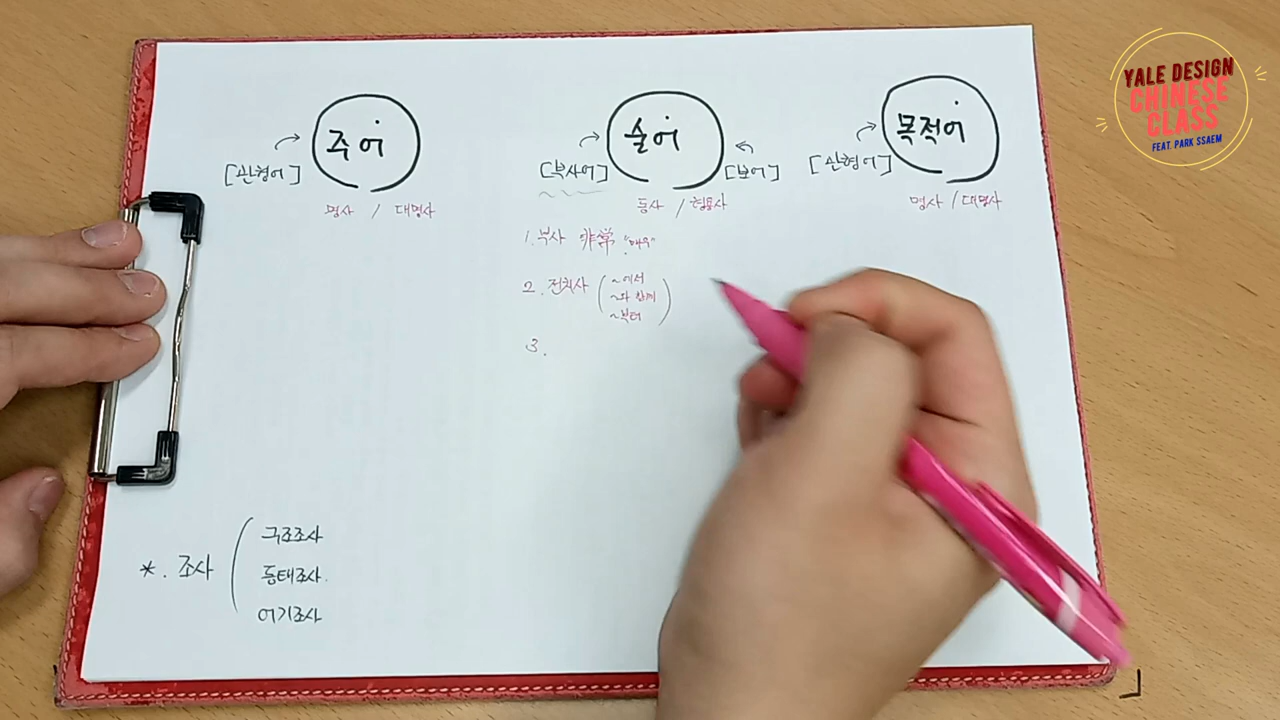 YALE DESIGN
CHINESE
CLASS
FEAT. PARK SSAEM
주어 술어 목적어
[관형어] [부사어] [보어] [관형어]
명사 / 대명사 동사 / 형용사 명사 / 대명사
1. 부사 非常 "매우"
2. 전치사 ( ~에서
~와 함께
~부터 )
3.
*. 조사 ( 구조조사
동태조사.
어기조사